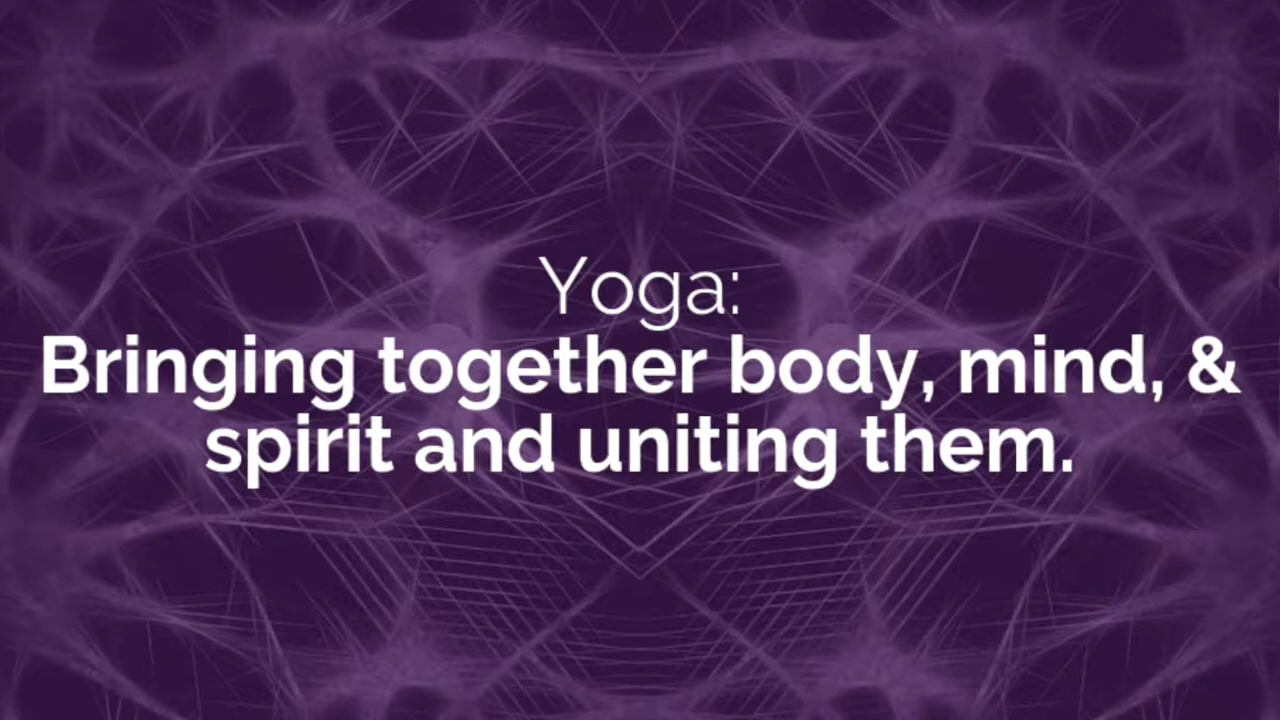 Yoga:
Bringing together body, mind, &
spirit and uniting them.